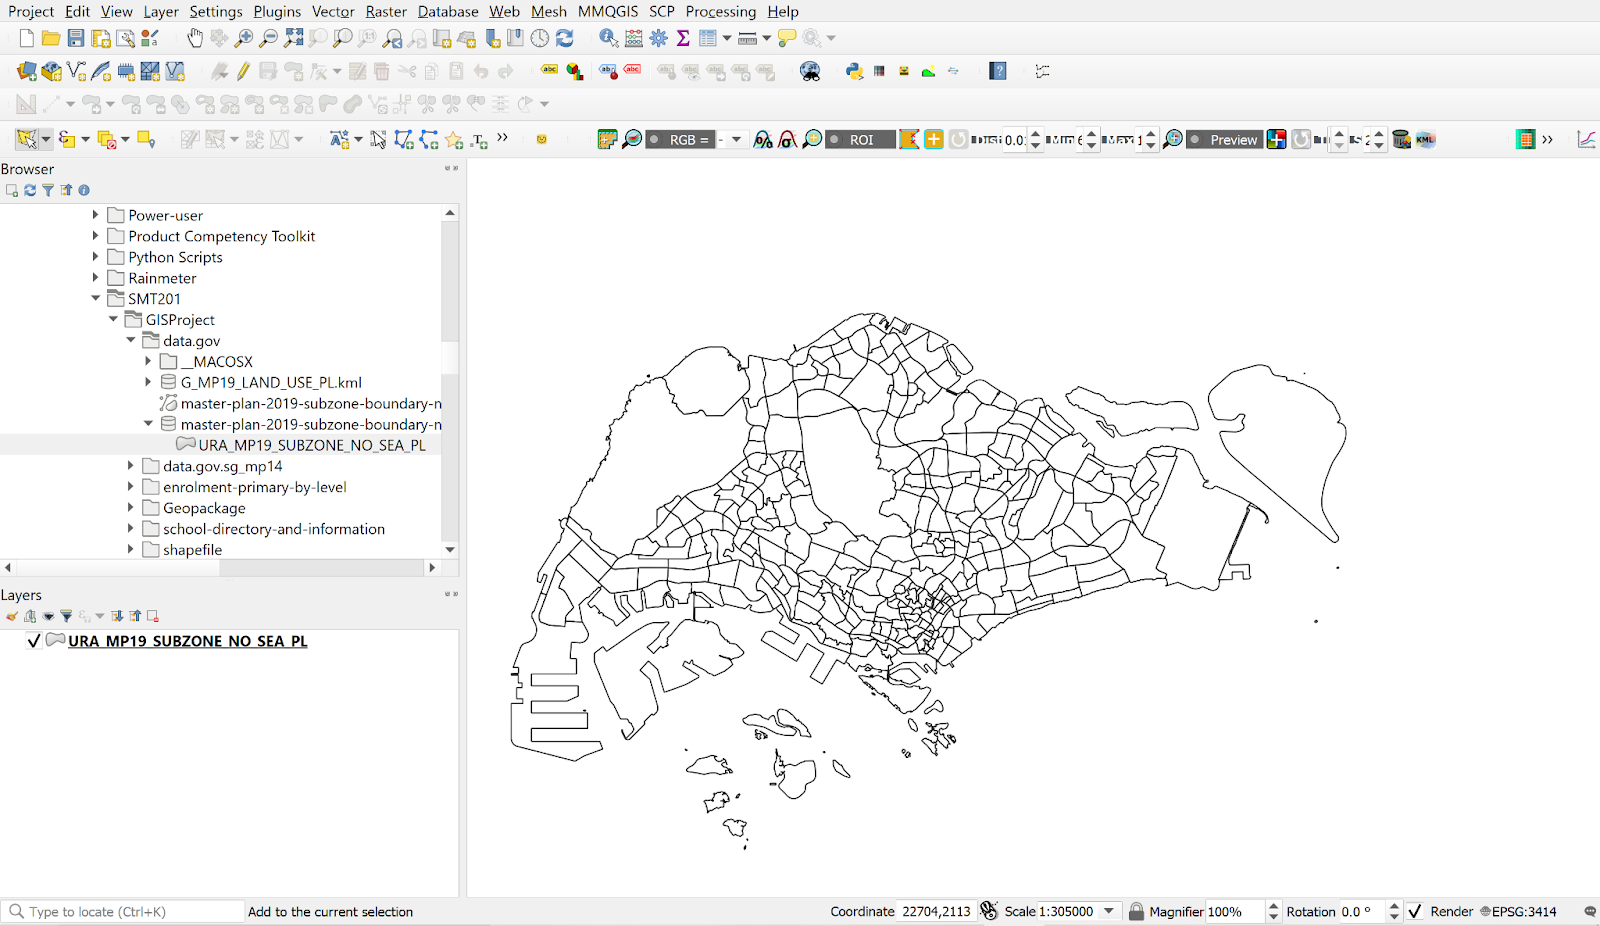 Project Edit View Layer Settings Plugins Vector Raster Database Web Mesh MMQGIS SCP Processing Help
abc abc
RGB = - ROI 0.0 Preview KML
Browser
Power-user
Product Competency Toolkit
Python Scripts
Rainmeter
SMT201
GISProject
data.gov
__MACOSX
G_MP19_LAND_USE_PL.kml
master-plan-2019-subzone-boundary-n
master-plan-2019-subzone-boundary-n
URA_MP19_SUBZONE_NO_SEA_PL
data.gov.sg_mp14
enrolment-primary-by-level
Geopackage
school-directory-and-information
shapefile
Layers
URA_MP19_SUBZONE_NO_SEA_PL
Type to locate (Ctrl+K) Add to the current selection Coordinate 22704,2113 Scale 1:305000 Magnifier 100% Rotation 0.0 ° Render EPSG:3414